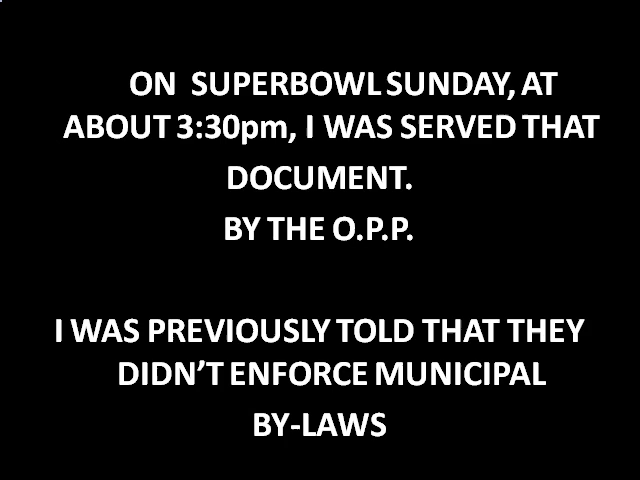 ON SUPERBOWL SUNDAY, AT
ABOUT 3:30pm, I WAS SERVED THAT
DOCUMENT.
BY THE O.P.P.
I WAS PREVIOUSLY TOLD THAT THEY
DIDN’T ENFORCE MUNICIPAL
BY-LAWS